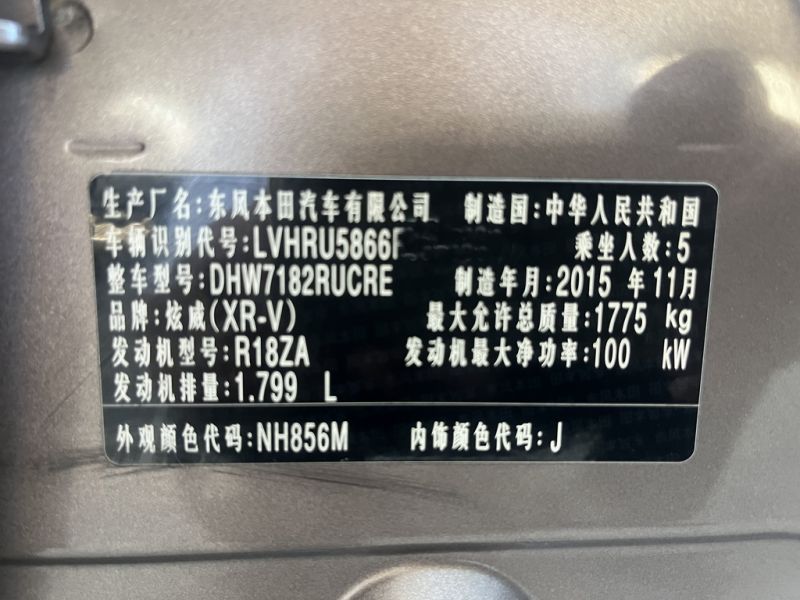 生产厂名:东风本田汽车有限公司 制造国:中华人民共和国
车辆识别代号:LVHRU5866F 乘坐人数:5
整车型号:DHW7182RUCRE 制造年月:2015 年 11月
品牌:炫威(XR-V) 最大允许总质量:1775 kg
发动机型号:R18ZA 发动机最大净功率:100 kW
发动机排量:1.799 L
外观颜色代码:NH856M 内饰颜色代码:J